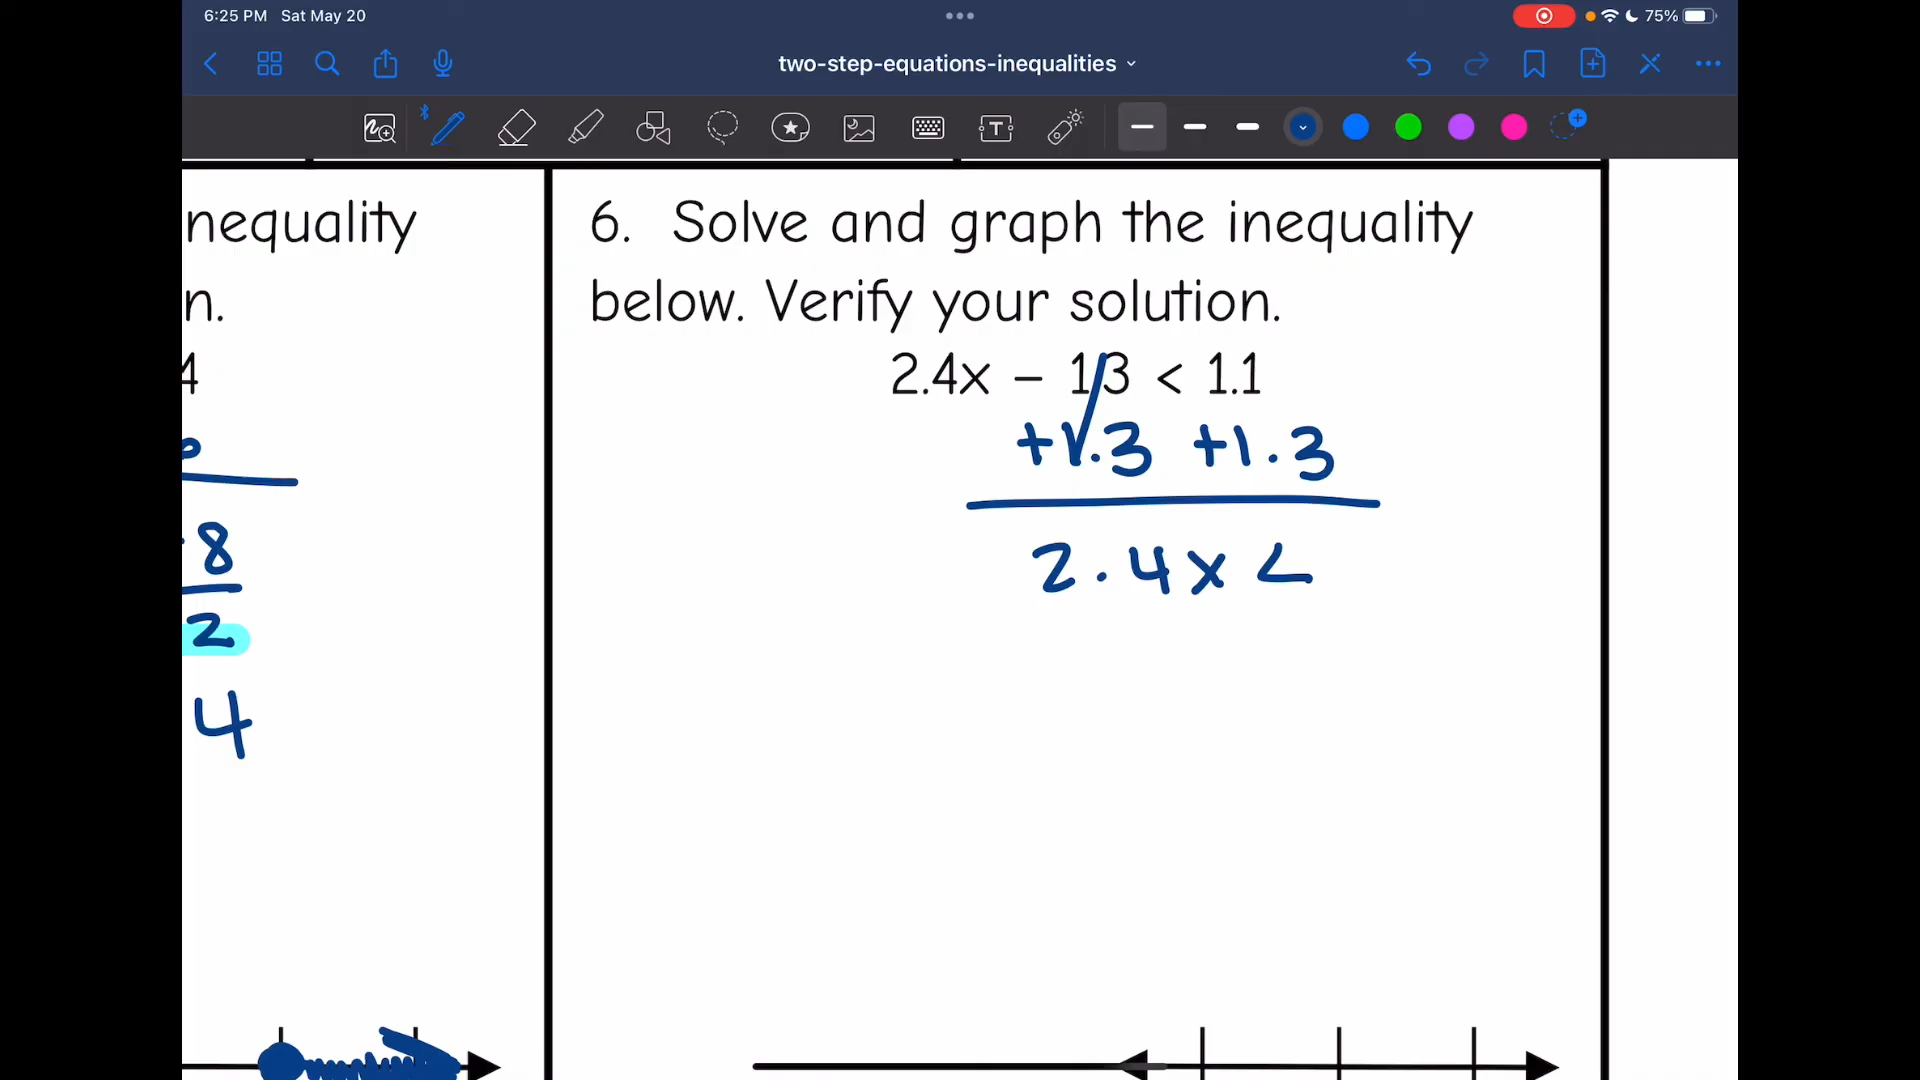 6:25 PM Sat May 20
75%
two-step-equations-inequalities
nequality
n.
4
8
2
4
6. Solve and graph the inequality
below. Verify your solution.
2.4x – 1.3 < 1.1
+1.3 +1.3
2.4x <